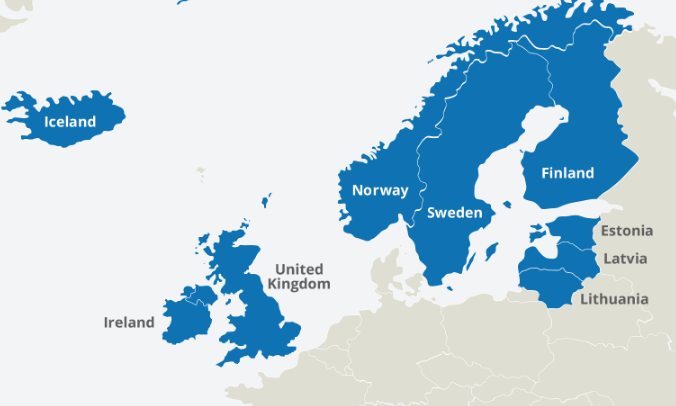 Iceland
Norway
Sweden
Finland
Estonia
Latvia
Lithuania
United
Kingdom
Ireland